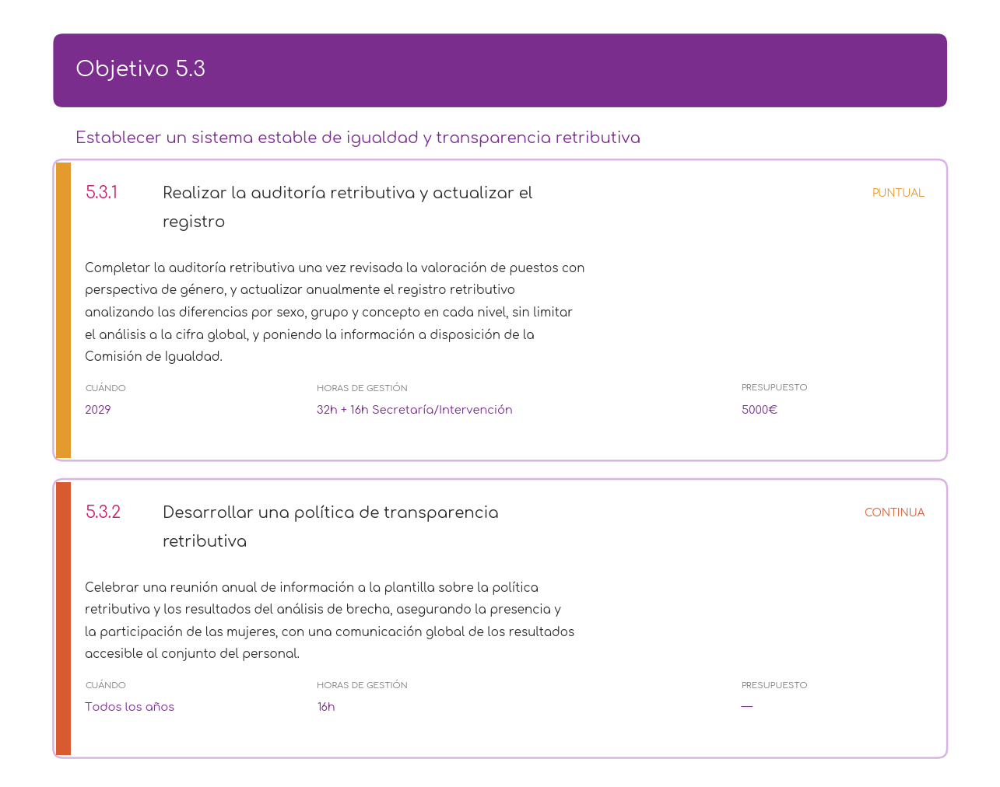 Objetivo 5.3
Establecer un sistema estable de igualdad y transparencia retributiva
5.3.1
Realizar la auditoría retributiva y actualizar el
registro
PUNTUAL
Completar la auditoría retributiva una vez revisada la valoración de puestos con
perspectiva de género, y actualizar anualmente el registro retributivo
analizando las diferencias por sexo, grupo y concepto en cada nivel, sin limitar
el análisis a la cifra global, y poniendo la información a disposición de la
Comisión de Igualdad.
CUÁNDO
2029
HORAS DE GESTIÓN
32h + 16h Secretaría/Intervención
PRESUPUESTO
5000€
5.3.2
Desarrollar una política de transparencia
retributiva
CONTINUA
Celebrar una reunión anual de información a la plantilla sobre la política
retributiva y los resultados del análisis de brecha, asegurando la presencia y
la participación de las mujeres, con una comunicación global de los resultados
accesible al conjunto del personal.
CUÁNDO
Todos los años
HORAS DE GESTIÓN
16h
PRESUPUESTO
—